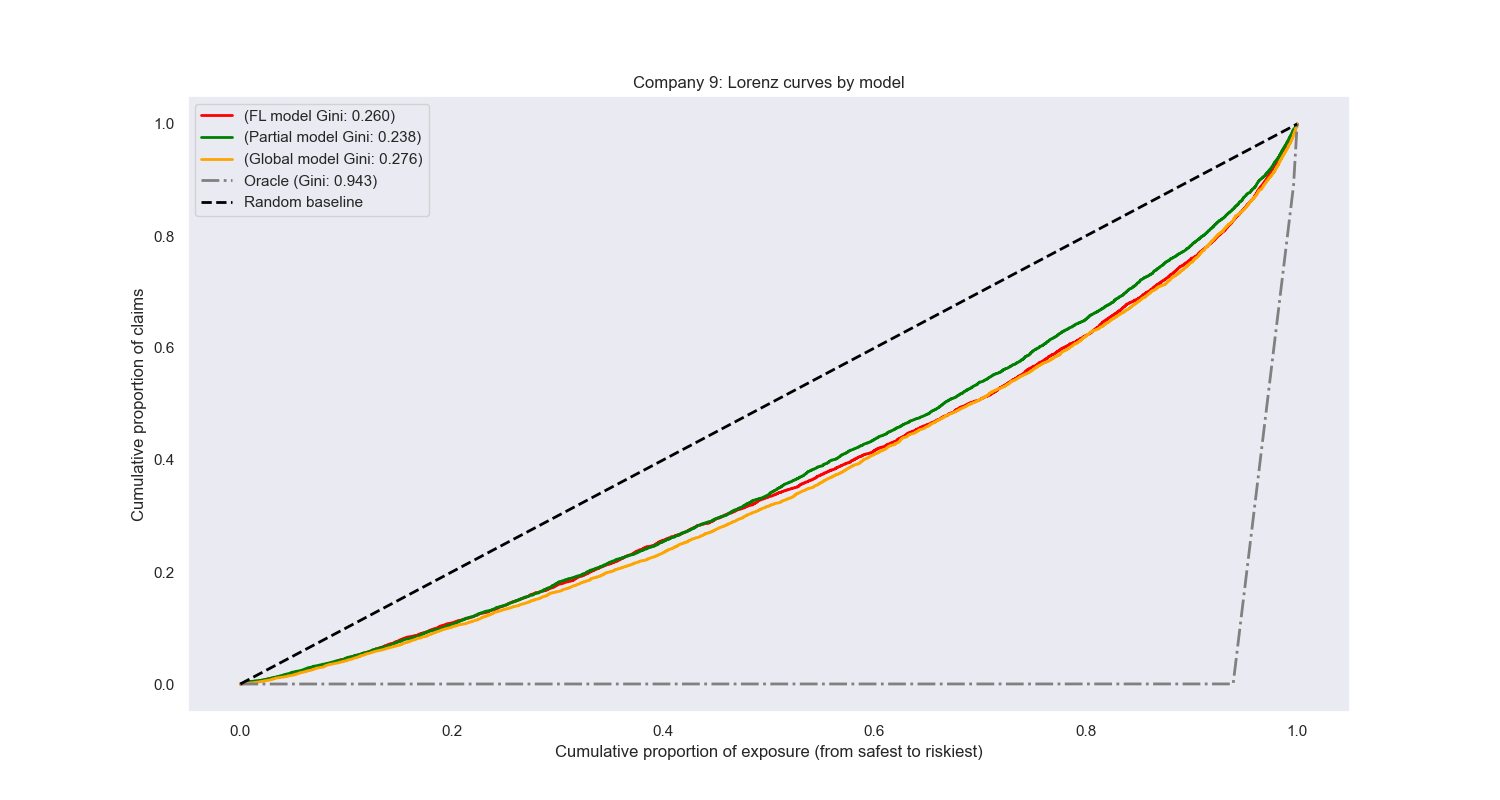 Company 9: Lorenz curves by model
(FL model Gini: 0.260)
(Partial model Gini: 0.238)
(Global model Gini: 0.276)
Oracle (Gini: 0.943)
Random baseline
1.0
0.8
0.6
0.4
0.2
0.0
Cumulative proportion of claims
0.0 0.2 0.4 0.6 0.8 1.0
Cumulative proportion of exposure (from safest to riskiest)